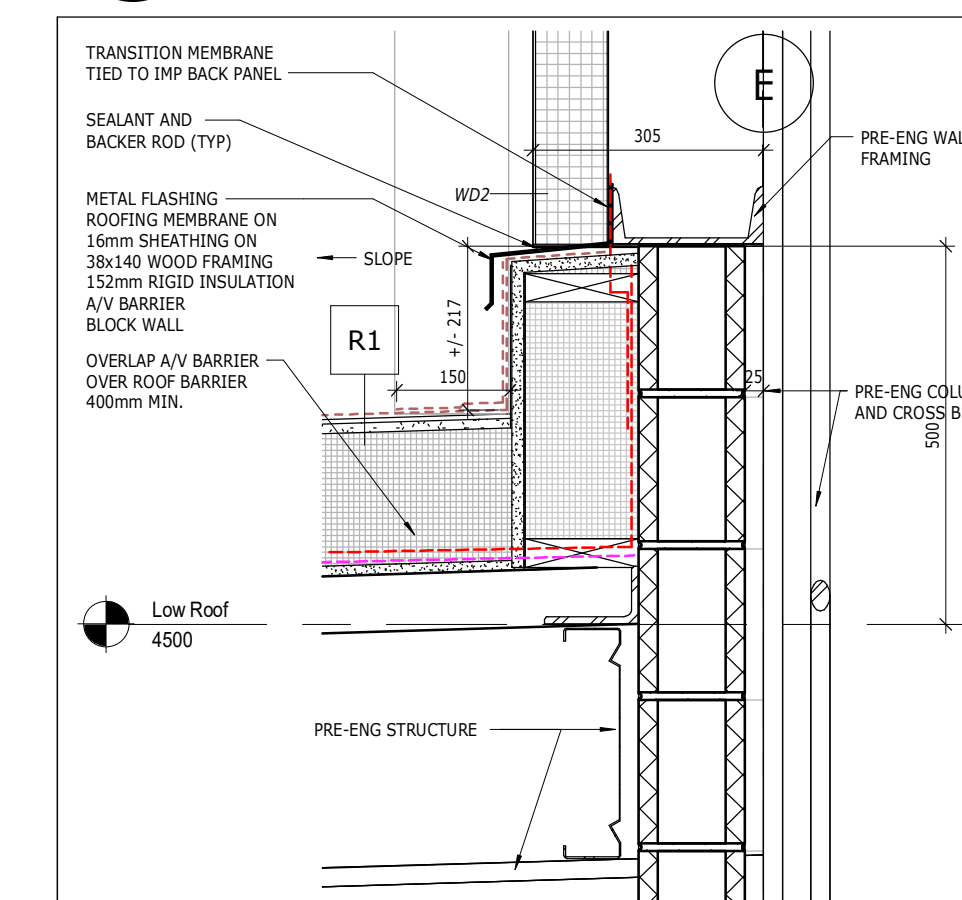 TRANSITION MEMBRANE
TIED TO IMP BACK PANEL
SEALANT AND
BACKER ROD (TYP)
METAL FLASHING
ROOFING MEMBRANE ON
16mm SHEATHING ON
38x140 WOOD FRAMING
152mm RIGID INSULATION
A/V BARRIER
BLOCK WALL
OVERLAP A/V BARRIER
OVER ROOF BARRIER
400mm MIN.
E
305
PRE-ENG WAL
FRAMING
WD2
SLOPE
R1
+/- 217
150
25
PRE-ENG COLU
AND CROSS B
500
Low Roof
4500
PRE-ENG STRUCTURE